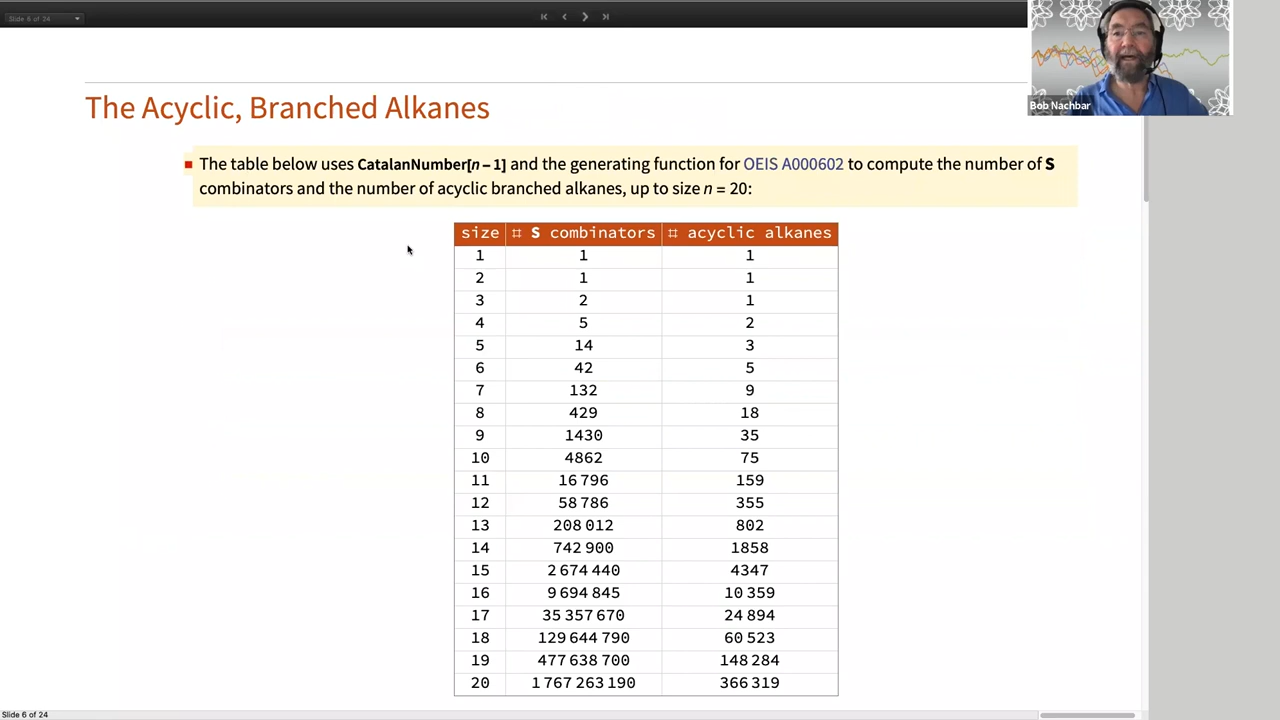 Slide 6 of 24
Bob Nachbar
The Acyclic, Branched Alkanes
The table below uses CatalanNumber[n – 1] and the generating function for OEIS A000602 to compute the number of S
combinators and the number of acyclic branched alkanes, up to size n = 20:
size # S combinators # acyclic alkanes
1 1 1
2 1 1
3 2 1
4 5 2
5 14 3
6 42 5
7 132 9
8 429 18
9 1430 35
10 4862 75
11 16 796 159
12 58 786 355
13 208 012 802
14 742 900 1858
15 2 674 440 4347
16 9 694 845 10 359
17 35 357 670 24 894
18 129 644 790 60 523
19 477 638 700 148 284
20 1 767 263 190 366 319
Slide 6 of 24